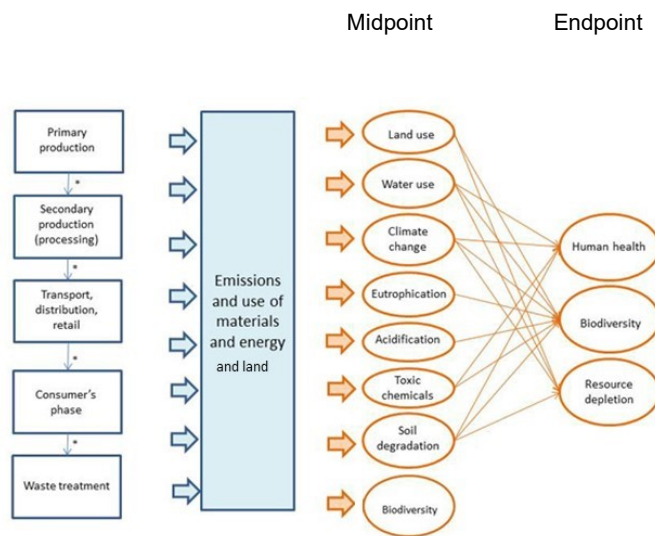 Midpoint
Endpoint
Primary
production
*
Secondary
production
(processing)
*
Transport,
distribution,
retail
*
Consumer's
phase
*
Waste treatment
Emissions
and use of
materials
and energy
and land
Land use
Water use
Climate
change
Eutrophication
Acidification
Toxic
chemicals
Soil
degradation
Biodiversity
Human health
Biodiversity
Resource
depletion